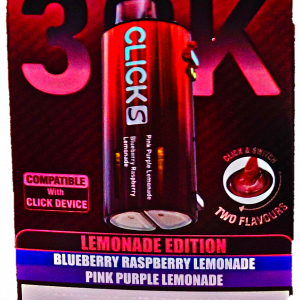 30K
CLICKS
Pink Purple Lemonade
Blueberry Raspberry
Lemonade
COMPATIBLE
With
CLICK DEVICE
CLICK & SWITCH
TWO FLAVOURS
LEMONADE EDITION
BLUEBERRY RASPBERRY LEMONADE
PINK PURPLE LEMONADE